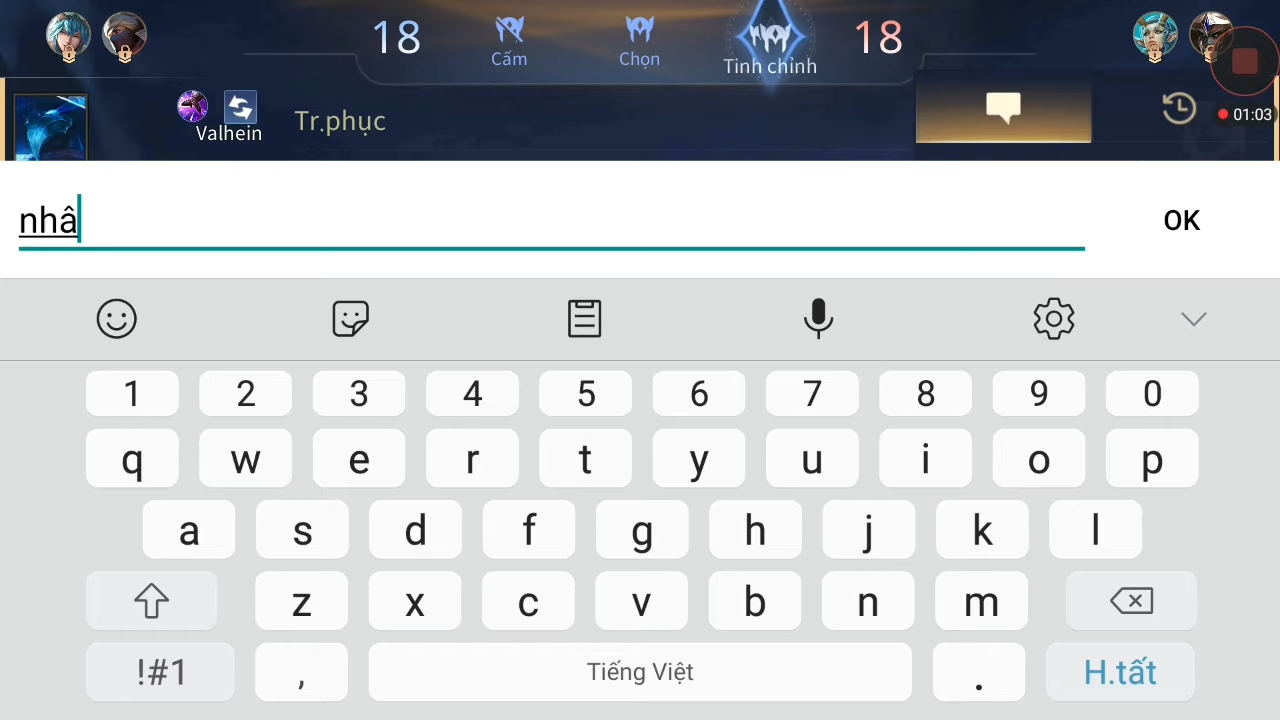 18
Cấm
Chọn
Tinh chỉnh
18
Valhein
Tr.phục
01:03
nhâ
OK
1 2 3 4 5 6 7 8 9 0
q w e r t y u i o p
a s d f g h j k l
z x c v b n m
!#1 , Tiếng Việt . H.tất